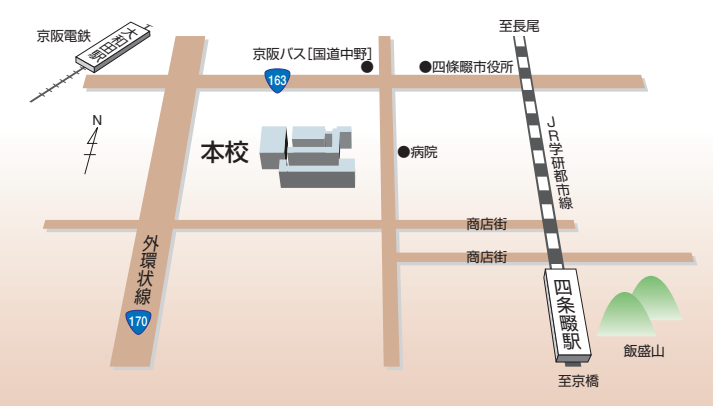 至長尾
京阪電鉄
大和田駅
京阪バス[国道中野]
四條畷市役所
163
N
JR学研都市線
本校
病院
商店街
外環状線
商店街
170
四条畷駅
飯盛山
至京橋